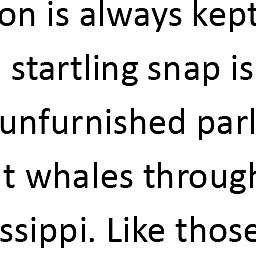 on is always kept
startling snap is
unfurnished parl
t whales through
ssippi. Like those